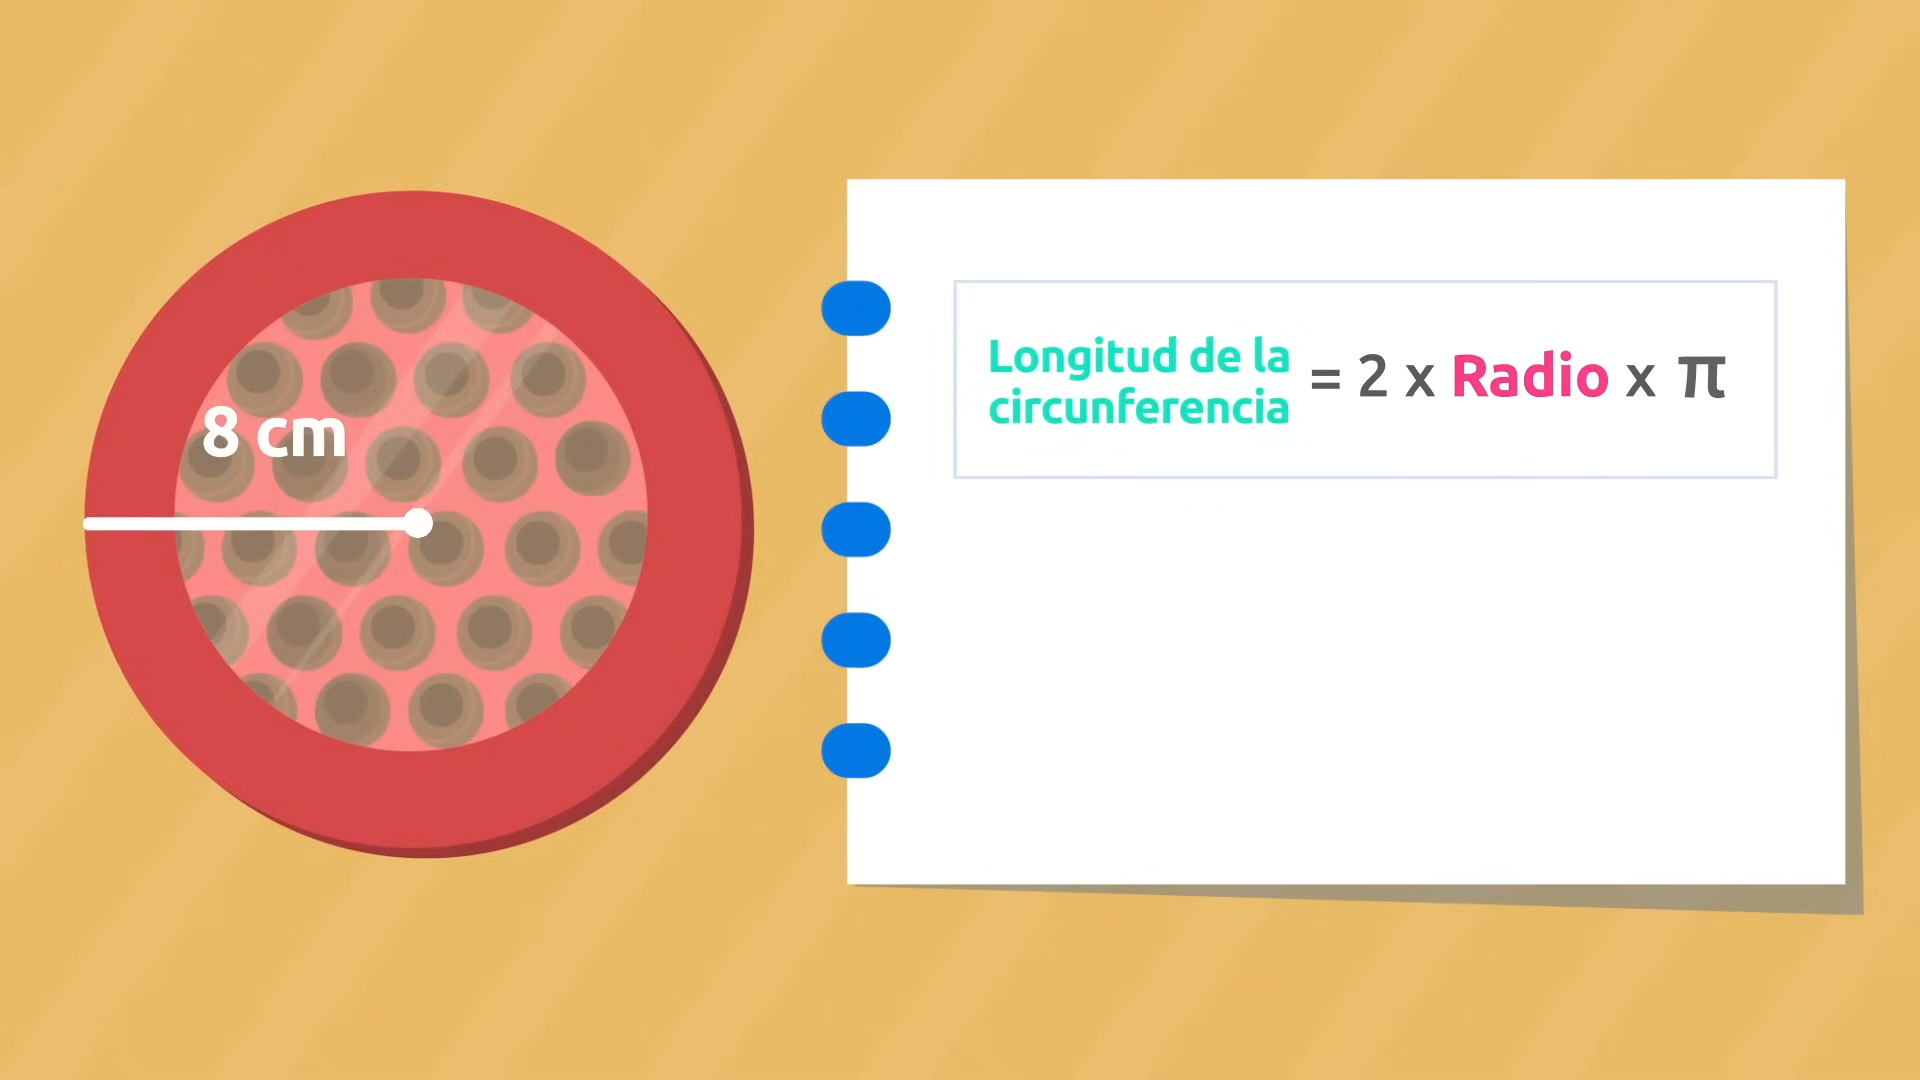 8 cm
Longitud de la
circunferencia
= 2 x Radio x π